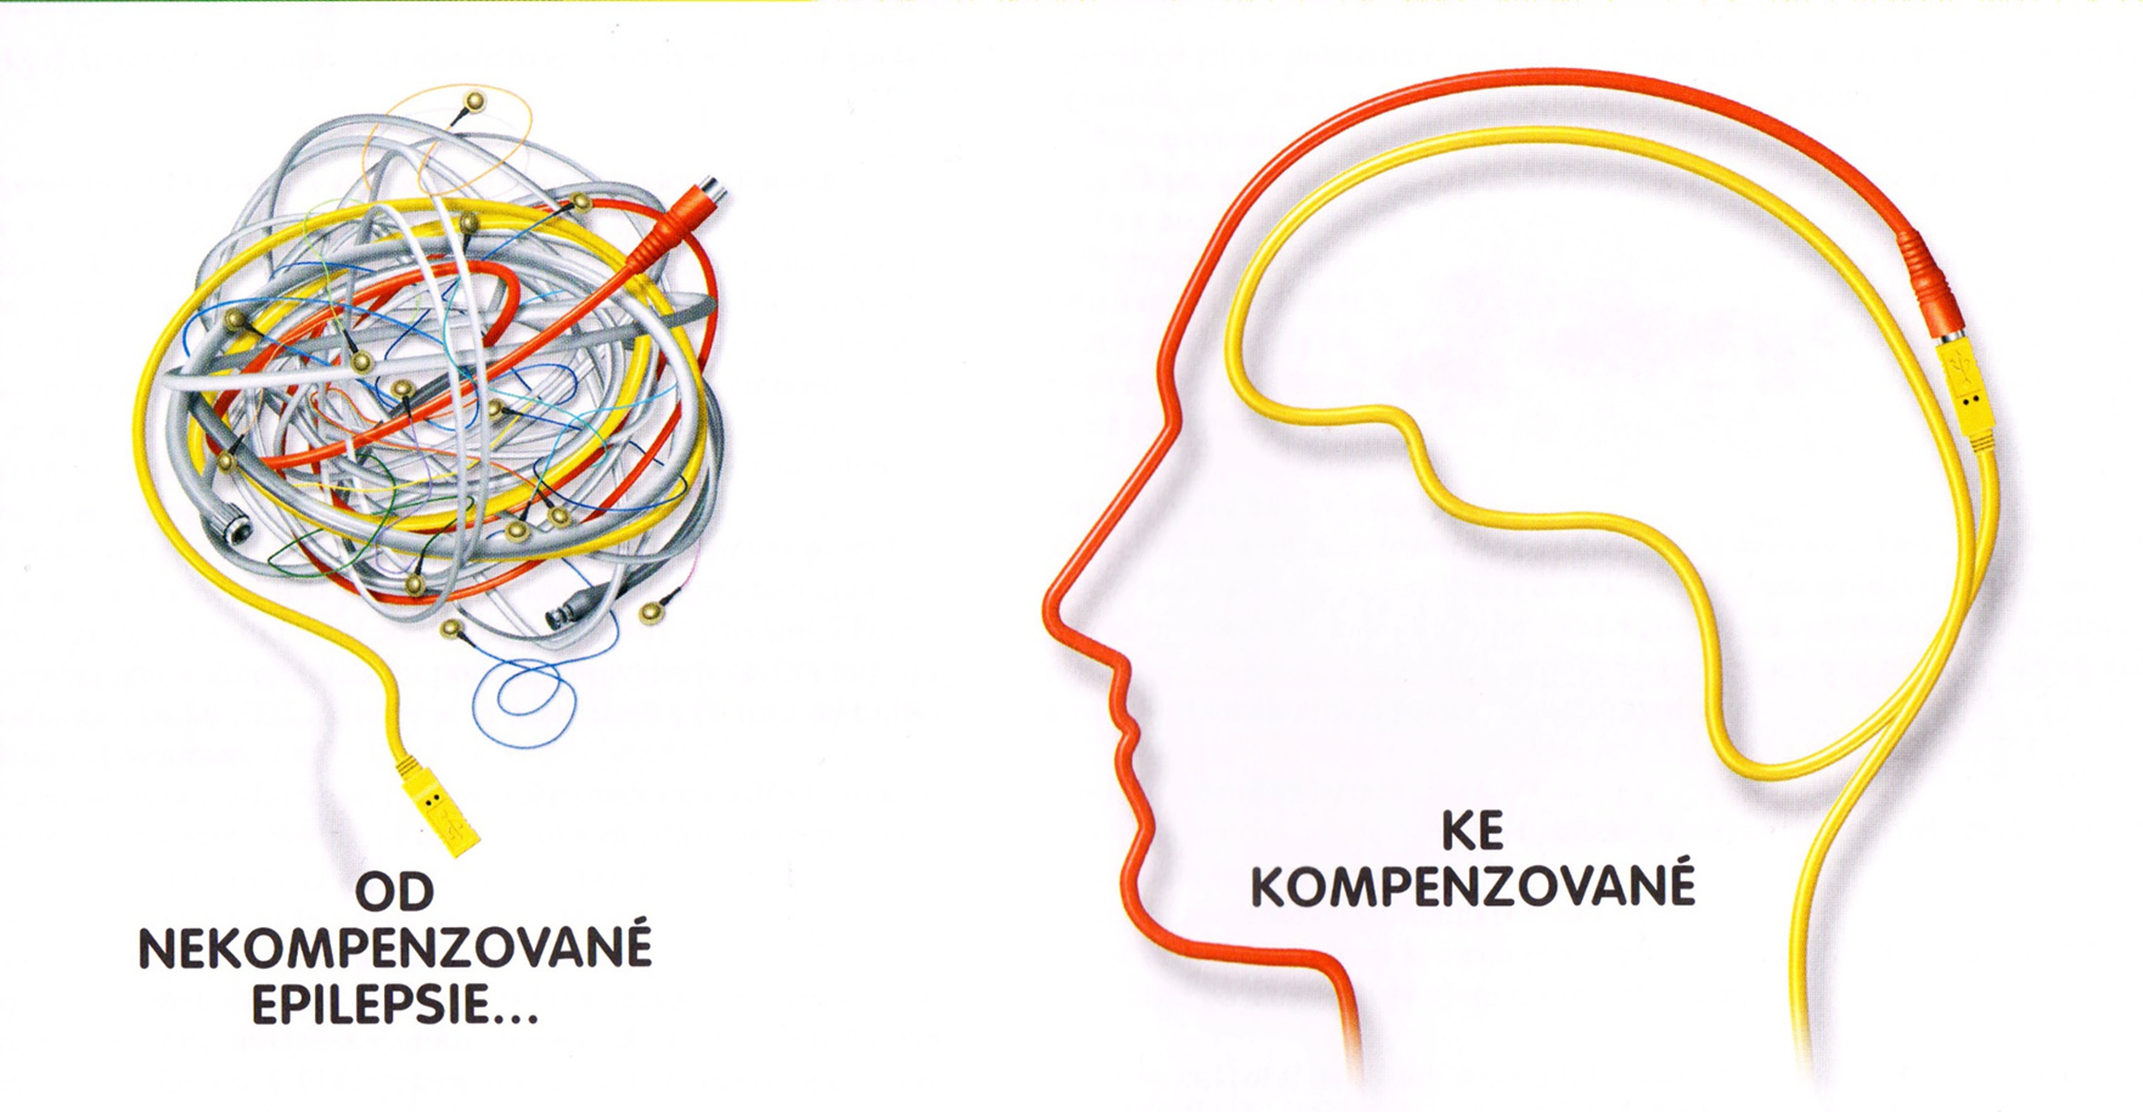 OD
NEKOMPENZOVANÉ
EPILEPSIE...
KE
KOMPENZOVANÉ